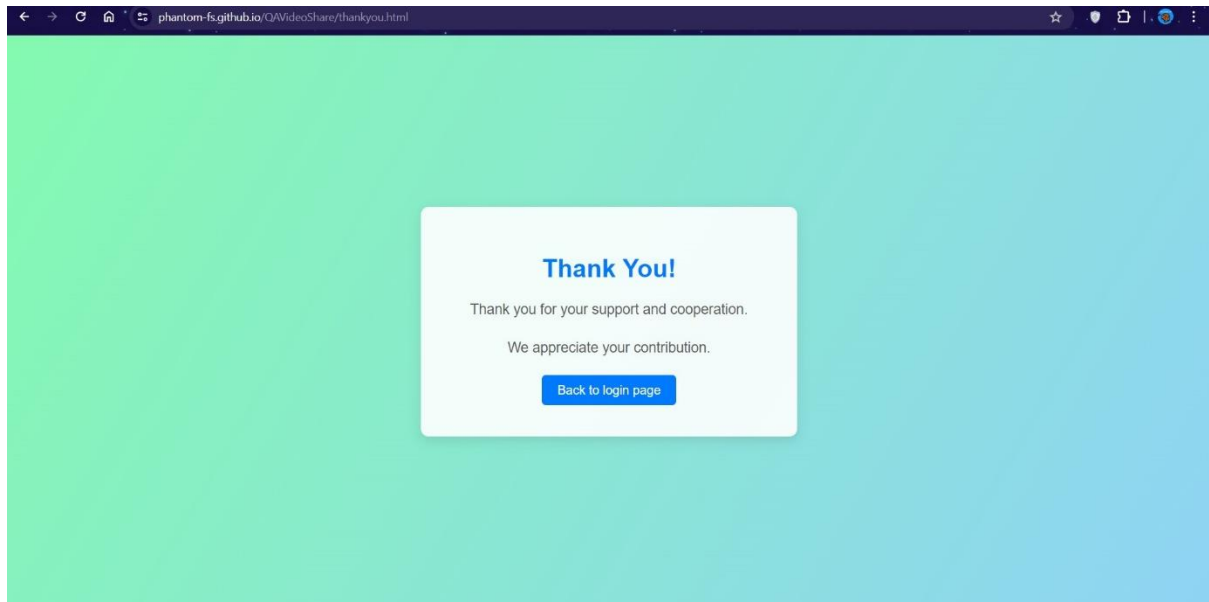 phantom-fs.github.io/QAVideoShare/thankyou.html
Thank You!
Thank you for your support and cooperation.
We appreciate your contribution.
Back to login page